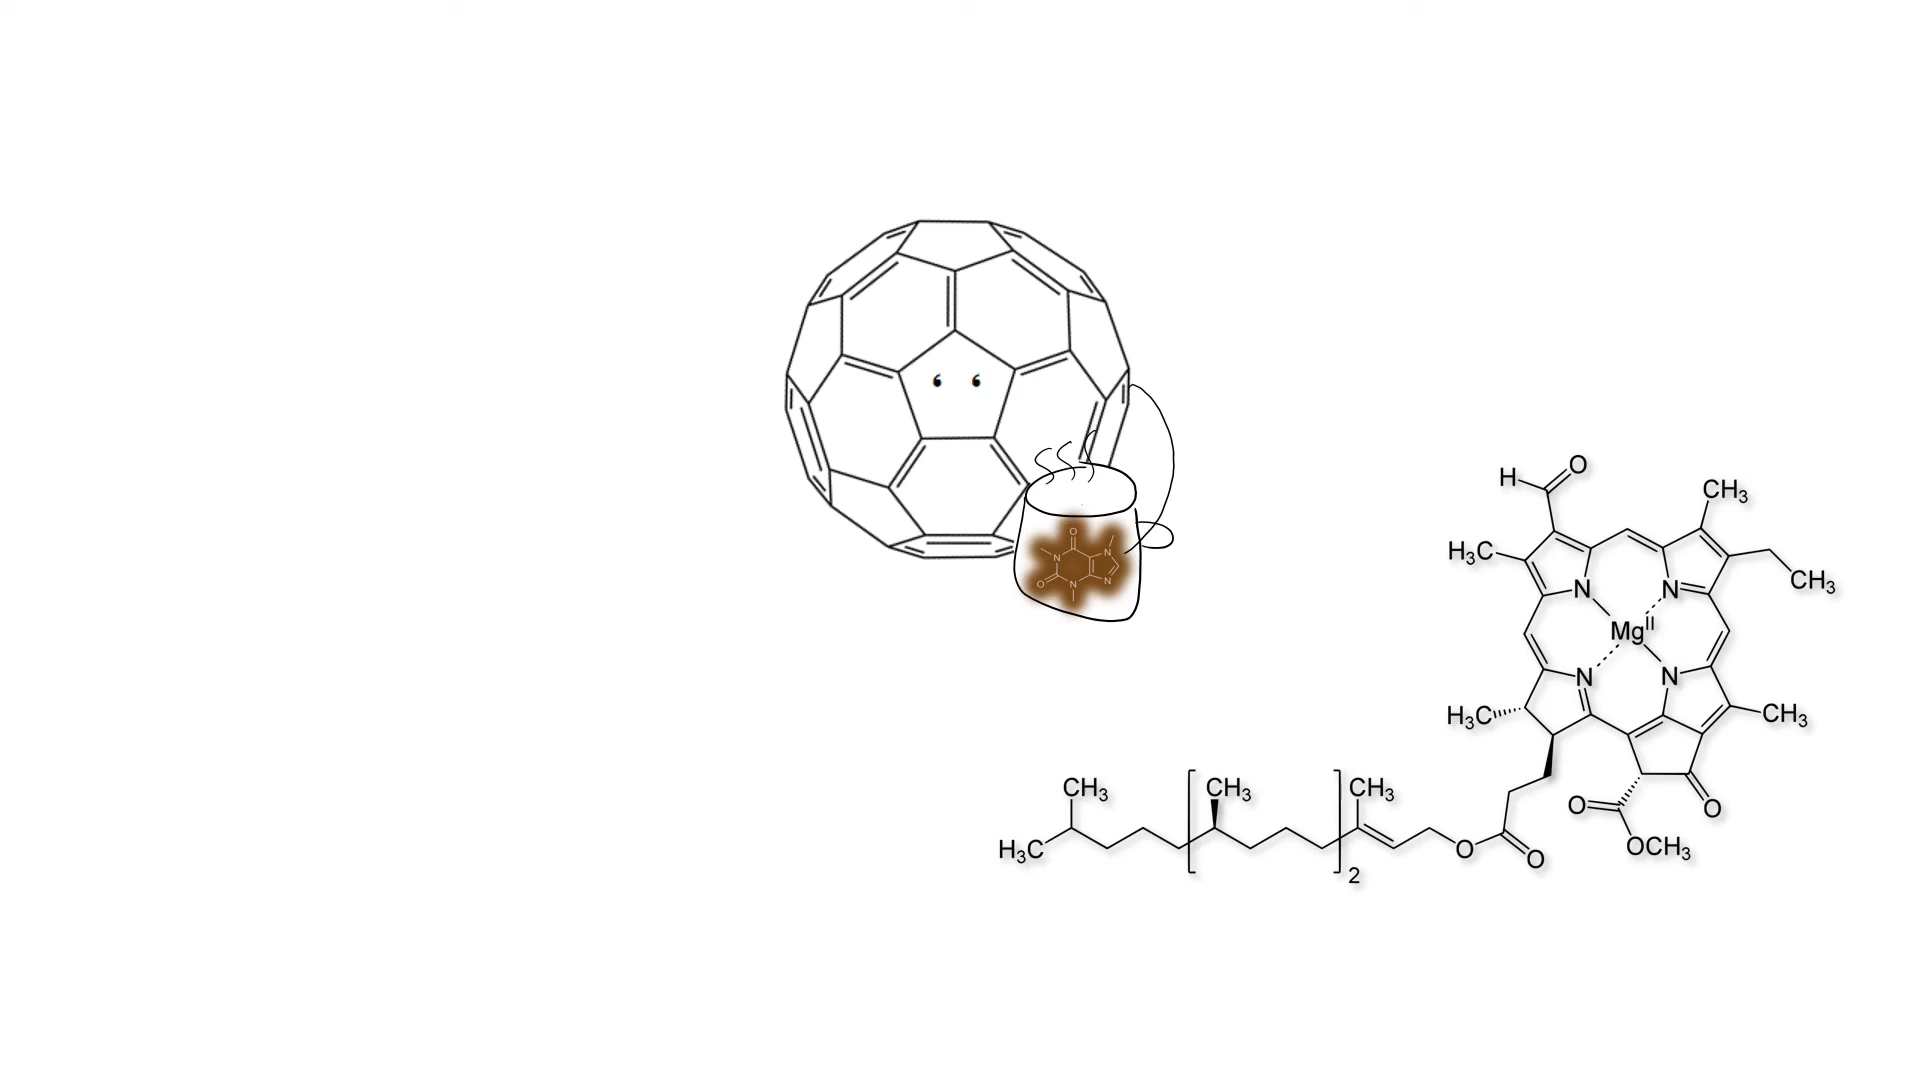 H O
CH3
H3C
CH3
N N
MgII
N N
H3C CH3
O O
OCH3
CH3 CH3 CH3
H3C O O
2
O
N N
O N N